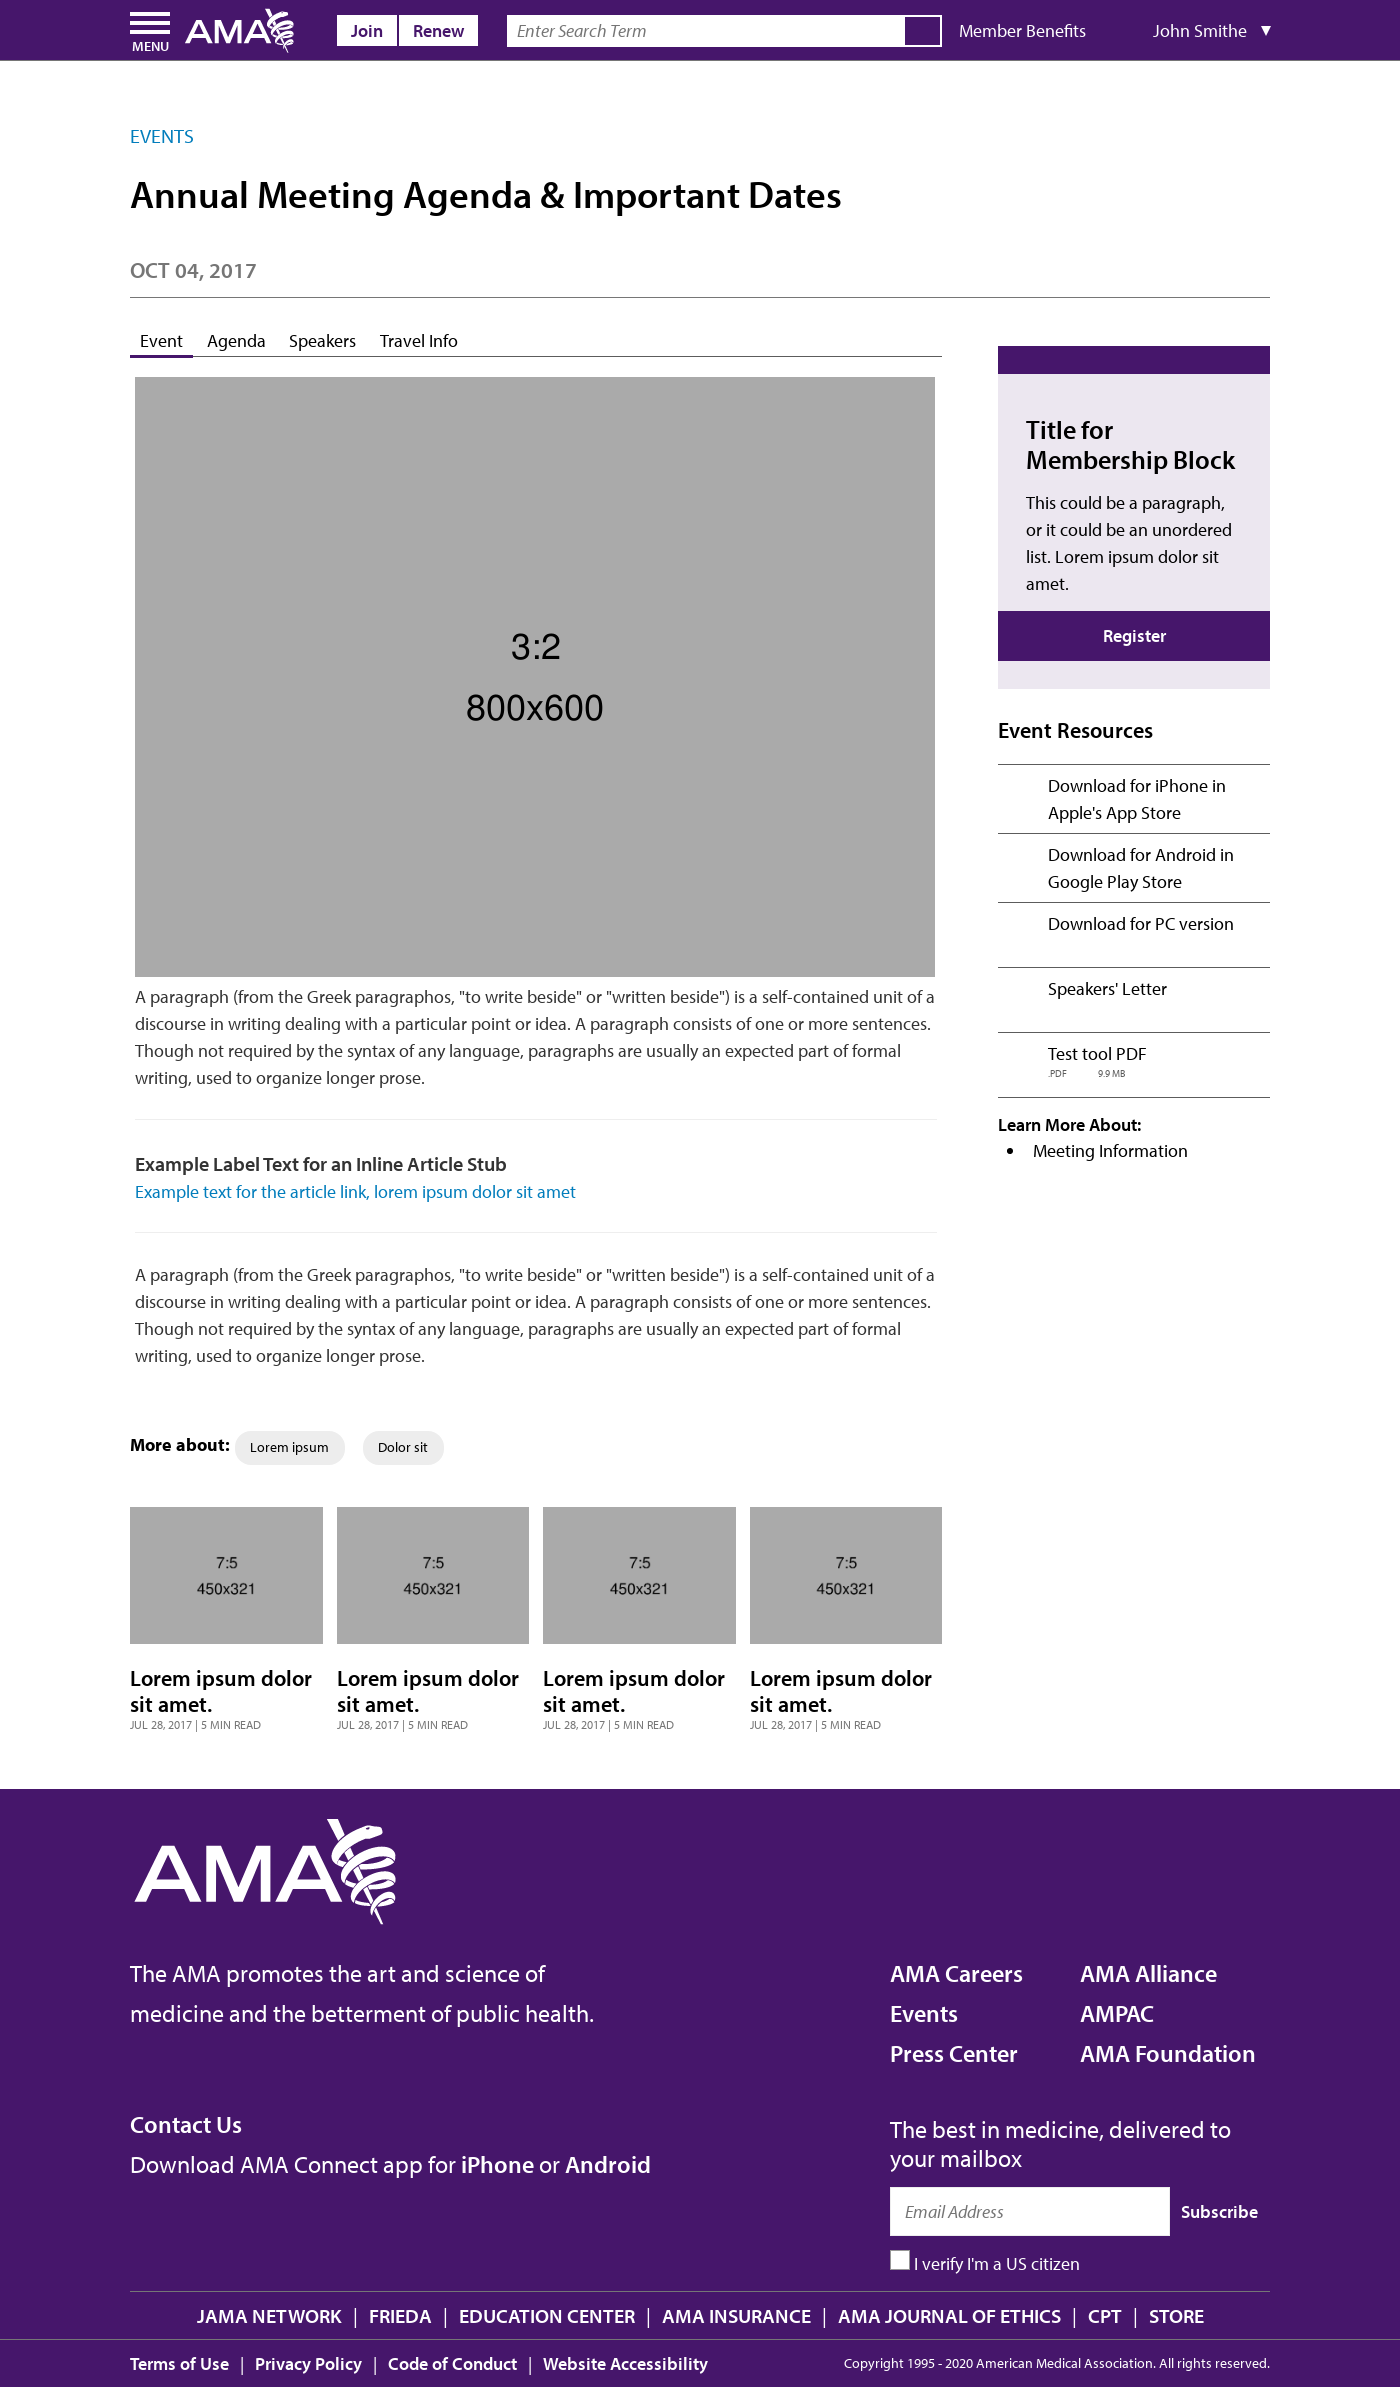 MENU
AMA
Join
Renew
Enter Search Term
Member Benefits
John Smithe ▼
EVENTS
Annual Meeting Agenda & Important Dates
OCT 04, 2017
Event Agenda Speakers Travel Info
3:2
800x600
A paragraph (from the Greek paragraphos, "to write beside" or "written beside") is a self-contained unit of a
discourse in writing dealing with a particular point or idea. A paragraph consists of one or more sentences.
Though not required by the syntax of any language, paragraphs are usually an expected part of formal
writing, used to organize longer prose.
Example Label Text for an Inline Article Stub
Example text for the article link, lorem ipsum dolor sit amet
A paragraph (from the Greek paragraphos, "to write beside" or "written beside") is a self-contained unit of a
discourse in writing dealing with a particular point or idea. A paragraph consists of one or more sentences.
Though not required by the syntax of any language, paragraphs are usually an expected part of formal
writing, used to organize longer prose.
More about: Lorem ipsum Dolor sit
7:5
450x321
Lorem ipsum dolor
sit amet.
JUL 28, 2017 | 5 MIN READ
7:5
450x321
Lorem ipsum dolor
sit amet.
JUL 28, 2017 | 5 MIN READ
7:5
450x321
Lorem ipsum dolor
sit amet.
JUL 28, 2017 | 5 MIN READ
7:5
450x321
Lorem ipsum dolor
sit amet.
JUL 28, 2017 | 5 MIN READ
Title for
Membership Block
This could be a paragraph,
or it could be an unordered
list. Lorem ipsum dolor sit
amet.
Register
Event Resources
Download for iPhone in
Apple's App Store
Download for Android in
Google Play Store
Download for PC version
Speakers' Letter
Test tool PDF
.PDF 9.9 MB
Learn More About:
• Meeting Information
AMA
The AMA promotes the art and science of
medicine and the betterment of public health.
Contact Us
Download AMA Connect app for iPhone or Android
AMA Careers
Events
Press Center
AMA Alliance
AMPAC
AMA Foundation
The best in medicine, delivered to
your mailbox
Email Address
Subscribe
I verify I'm a US citizen
JAMA NETWORK | FRIEDA | EDUCATION CENTER | AMA INSURANCE | AMA JOURNAL OF ETHICS | CPT | STORE
Terms of Use | Privacy Policy | Code of Conduct | Website Accessibility
Copyright 1995 - 2020 American Medical Association. All rights reserved.